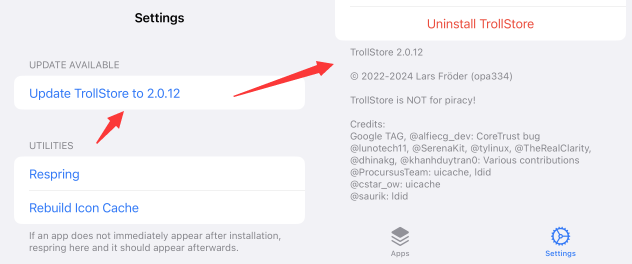 Settings
UPDATE AVAILABLE
Update TrollStore to 2.0.12
UTILITIES
Respring
Rebuild Icon Cache
If an app does not immediately appear after installation,
respring here and it should appear afterwards.
Uninstall TrollStore
TrollStore 2.0.12
© 2022-2024 Lars Fröder (opa334)
TrollStore is NOT for piracy!
Credits:
Google TAG, @alfiecg_dev: CoreTrust bug
@lunotech11, @SerenaKit, @tylinux, @TheRealClarity,
@dhinakg, @khanhduytran0: Various contributions
@ProcursusTeam: uicache, ldid
@cstar_ow: uicache
@saurik: ldid
Apps
Settings